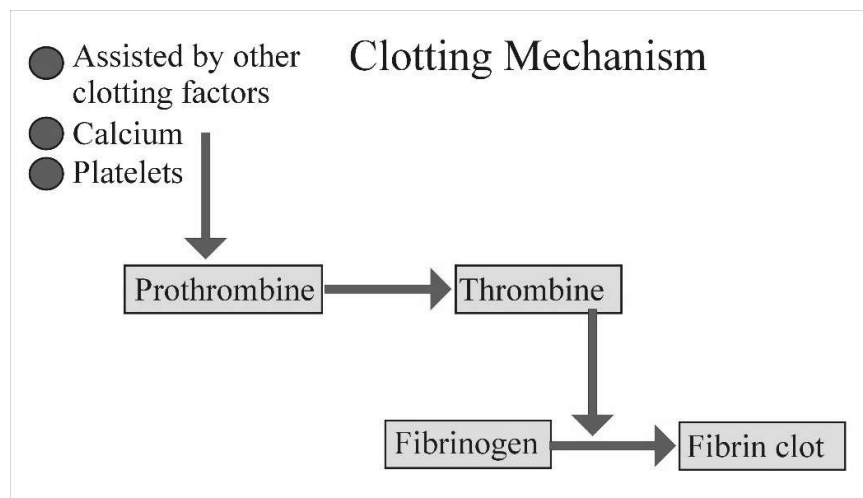 Clotting Mechanism
Assisted by other
clotting factors
Calcium
Platelets
Prothrombine
Thrombine
Fibrinogen
Fibrin clot